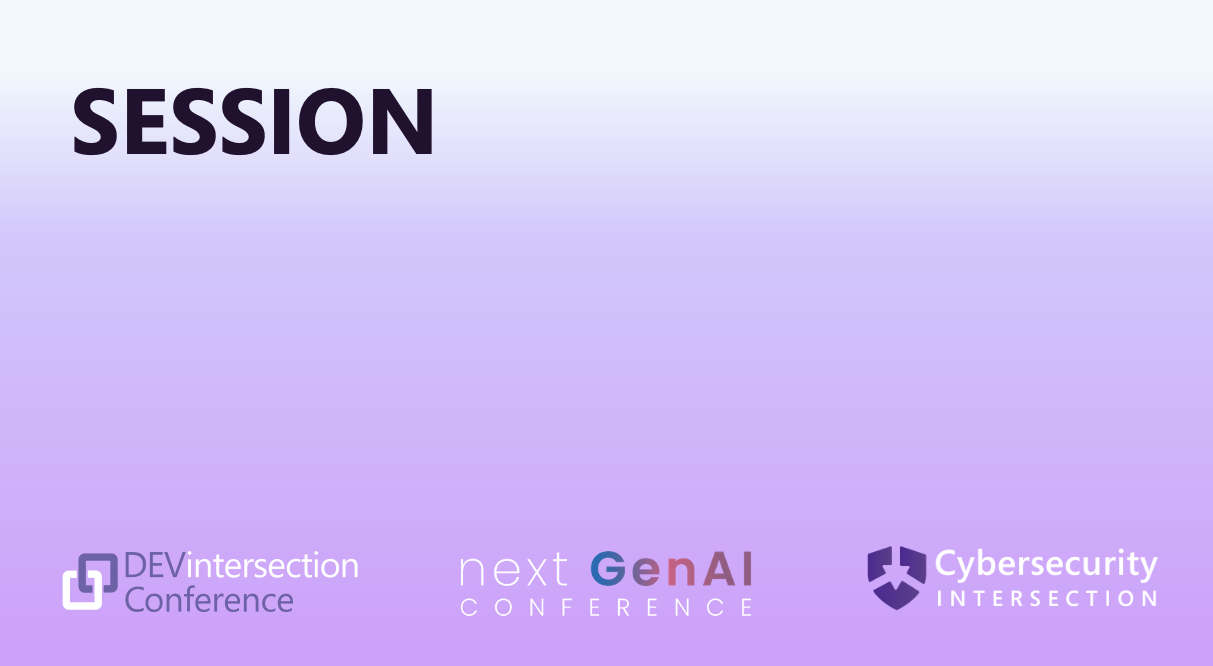 SESSION
DEVintersection
Conference
next GenAI
CONFERENCE
Cybersecurity
INTERSECTION